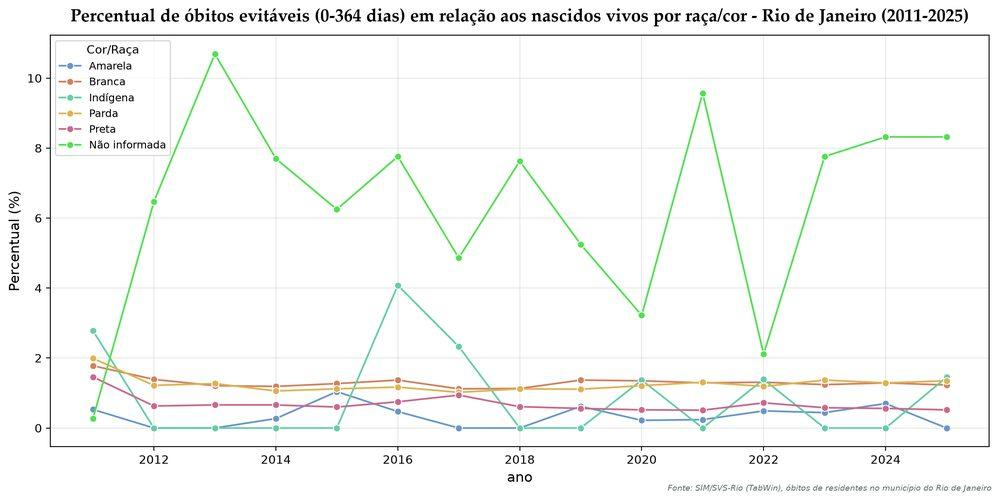 Percentual de óbitos evitáveis (0-364 dias) em relação aos nascidos vivos por raça/cor - Rio de Janeiro (2011-2025)
Cor/Raça
Amarela
Branca
Indígena
Parda
Preta
Não informada
Percentual (%)
10
8
6
4
2
0
2012
2014
2016
2018
2020
2022
2024
ano
Fonte: SIM/SVS-Rio (TabWin), óbitos de residentes no município do Rio de Janeiro